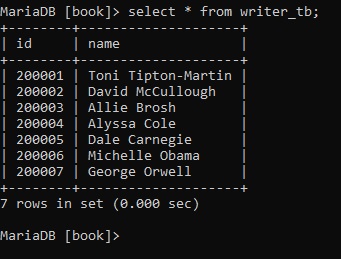 MariaDB [book]> select * from writer_tb;
+--------+---------------------+
| id     | name                |
+--------+---------------------+
| 200001 | Toni Tipton-Martin |
| 200002 | David McCullough   |
| 200003 | Allie Brosh        |
| 200004 | Alyssa Cole        |
| 200005 | Dale Carnegie      |
| 200006 | Michelle Obama     |
| 200007 | George Orwell      |
+--------+---------------------+
7 rows in set (0.000 sec)
MariaDB [book]>